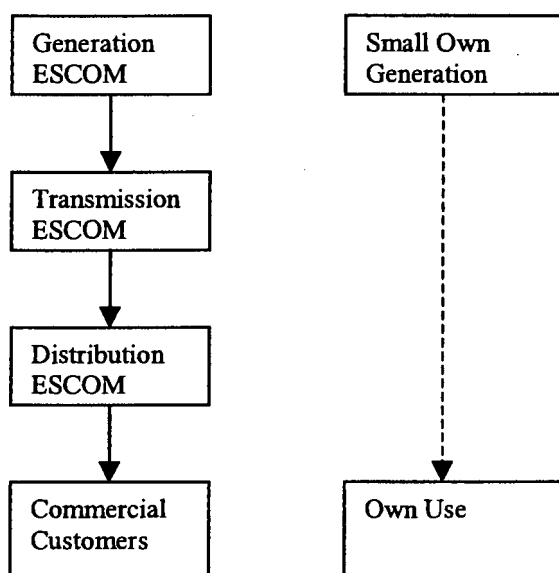 Generation
ESCOM
Small Own
Generation
Transmission
ESCOM
Distribution
ESCOM
Commercial
Customers
Own Use